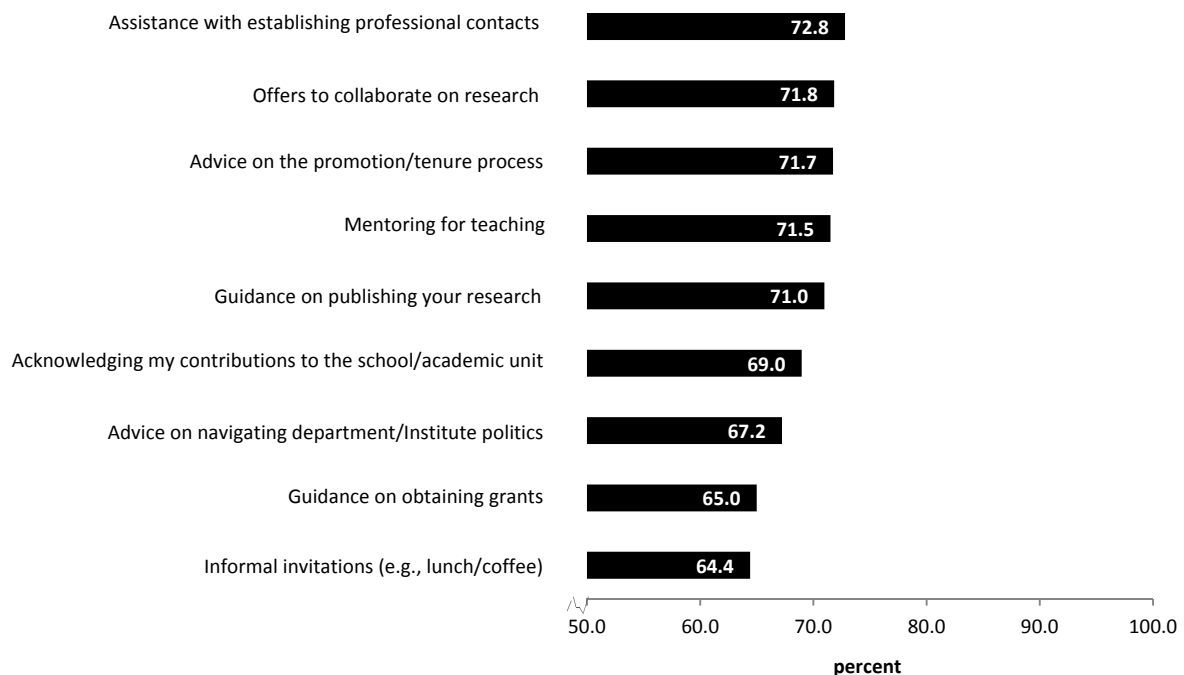 Assistance with establishing professional contacts 72.8
Offers to collaborate on research 71.8
Advice on the promotion/tenure process 71.7
Mentoring for teaching 71.5
Guidance on publishing your research 71.0
Acknowledging my contributions to the school/academic unit 69.0
Advice on navigating department/Institute politics 67.2
Guidance on obtaining grants 65.0
Informal invitations (e.g., lunch/coffee) 64.4
50.0 60.0 70.0 80.0 90.0 100.0
percent